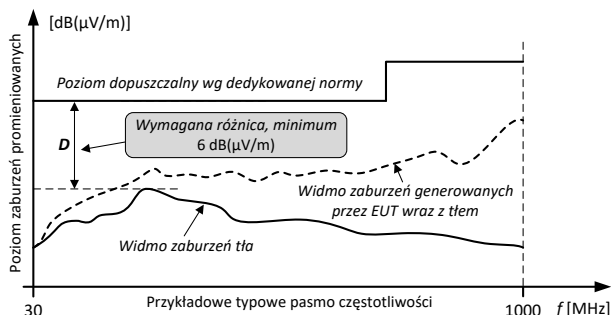 [dB(µV/m)]
Poziom zaburzeń promieniowanych
Poziom dopuszczalny wg dedykowanej normy
D
Wymagana różnica, minimum
6 dB(µV/m)
Widmo zaburzeń generowanych
przez EUT wraz z tłem
Widmo zaburzeń tła
30
Przykładowe typowe pasmo częstotliwości
1000
f [MHz]